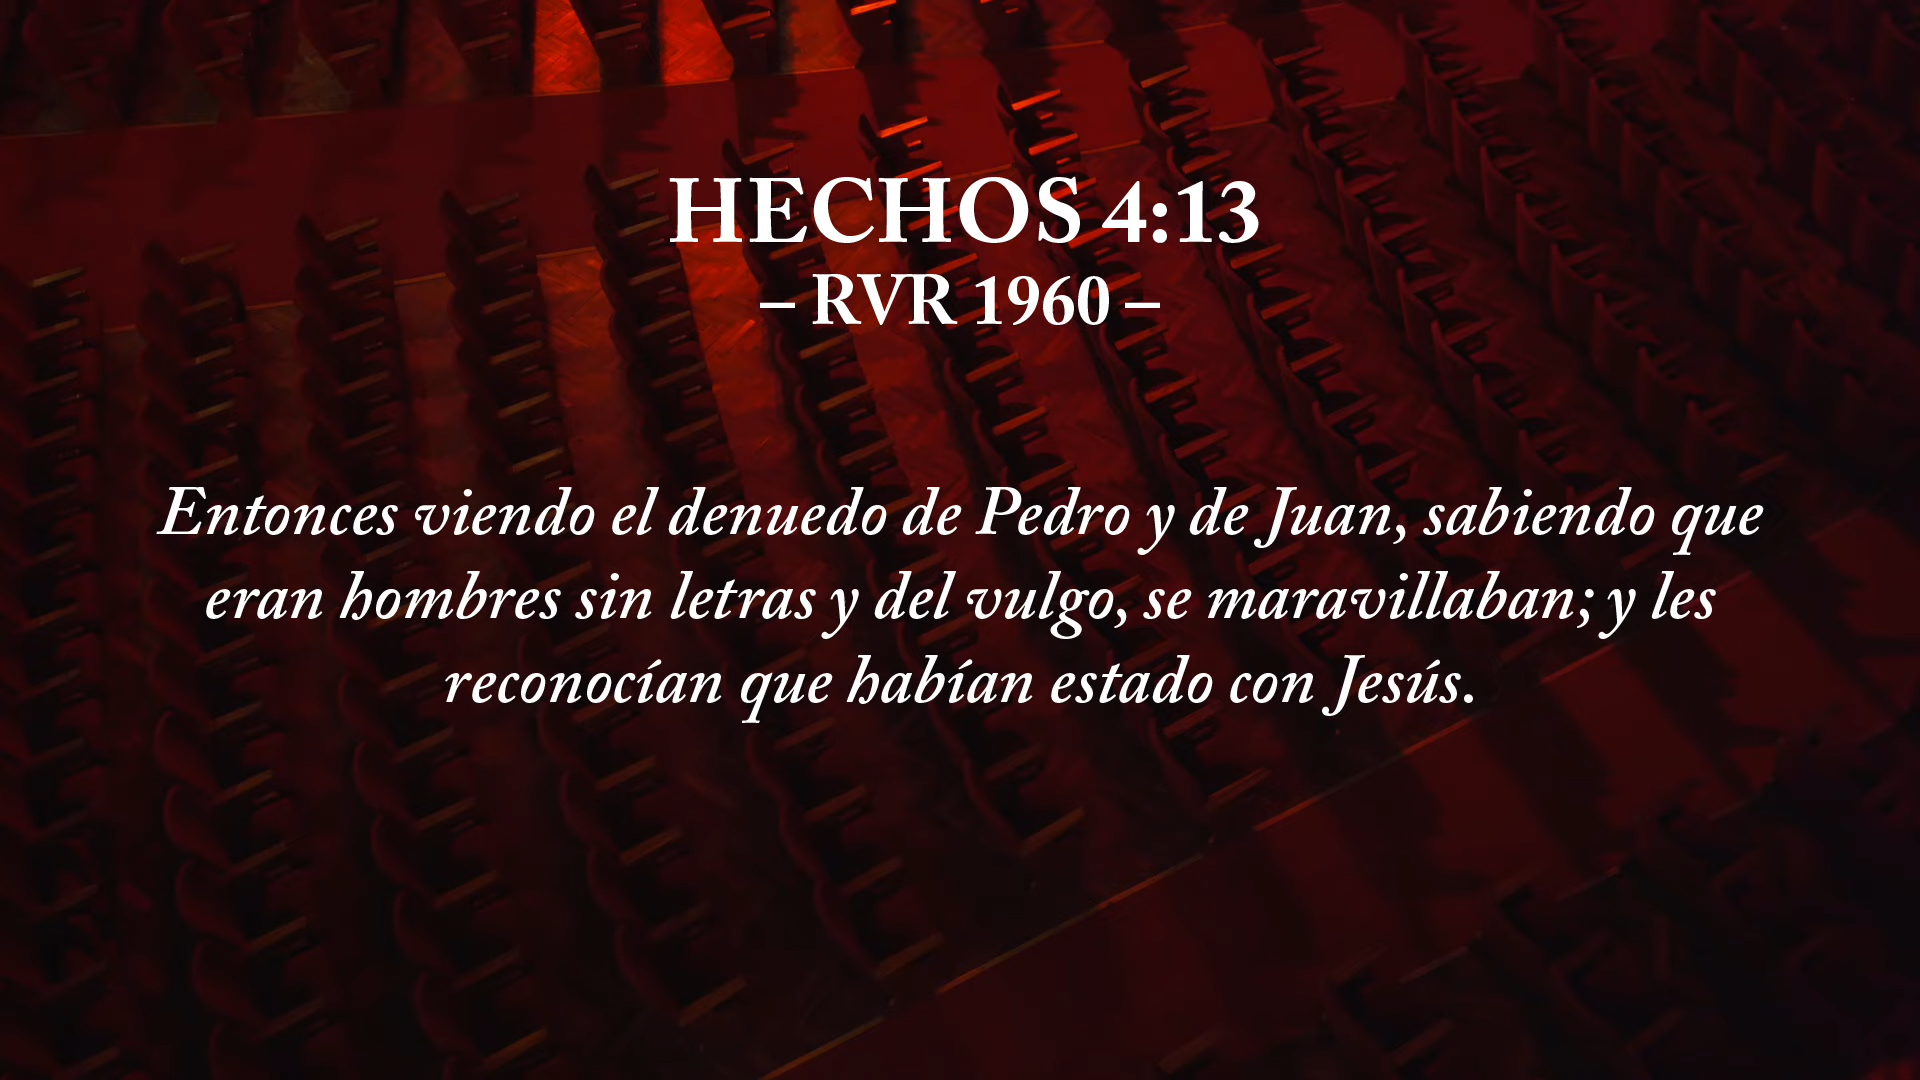 HECHOS 4:13
– RVR 1960 –
Entonces viendo el denuedo de Pedro y de Juan, sabiendo que
eran hombres sin letras y del vulgo, se maravillaban; y les
reconocían que habían estado con Jesús.